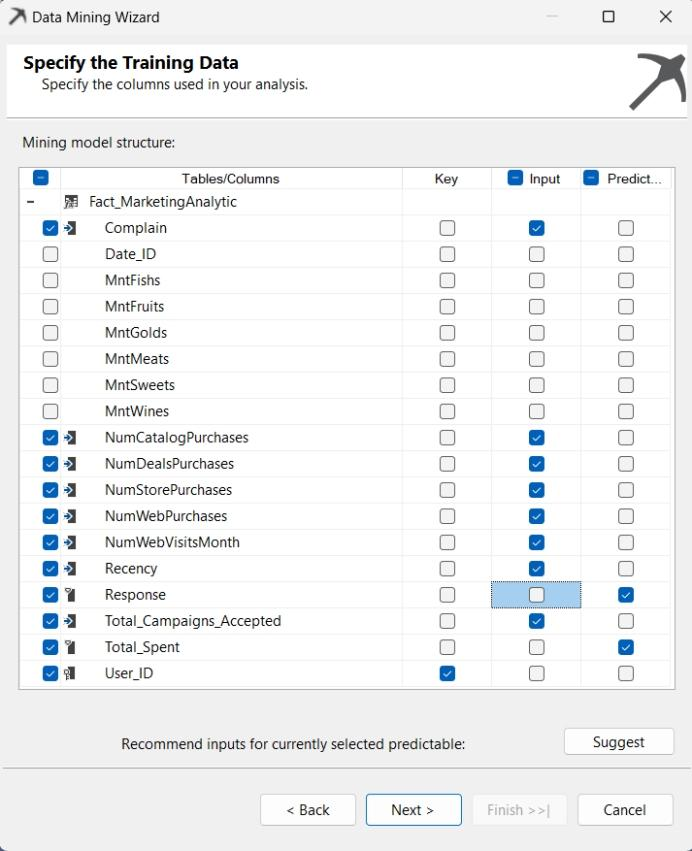 Data Mining Wizard
Specify the Training Data
Specify the columns used in your analysis.
Mining model structure:
Tables/Columns Key Input Predict...
Fact_MarketingAnalytic
Complain
Date_ID
MntFishs
MntFruits
MntGolds
MntMeats
MntSweets
MntWines
NumCatalogPurchases
NumDealsPurchases
NumStorePurchases
NumWebPurchases
NumWebVisitsMonth
Recency
Response
Total_Campaigns_Accepted
Total_Spent
User_ID
Recommend inputs for currently selected predictable: Suggest
< Back Next > Finish >>| Cancel